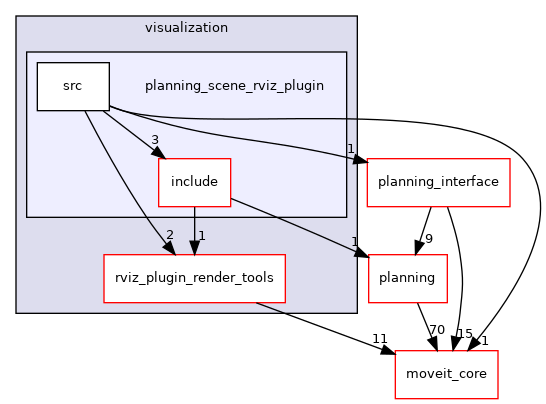 visualization
src
planning_scene_rviz_plugin
3
1
include
planning_interface
2
1
1
9
rviz_plugin_render_tools
planning
11
70
15
1
moveit_core